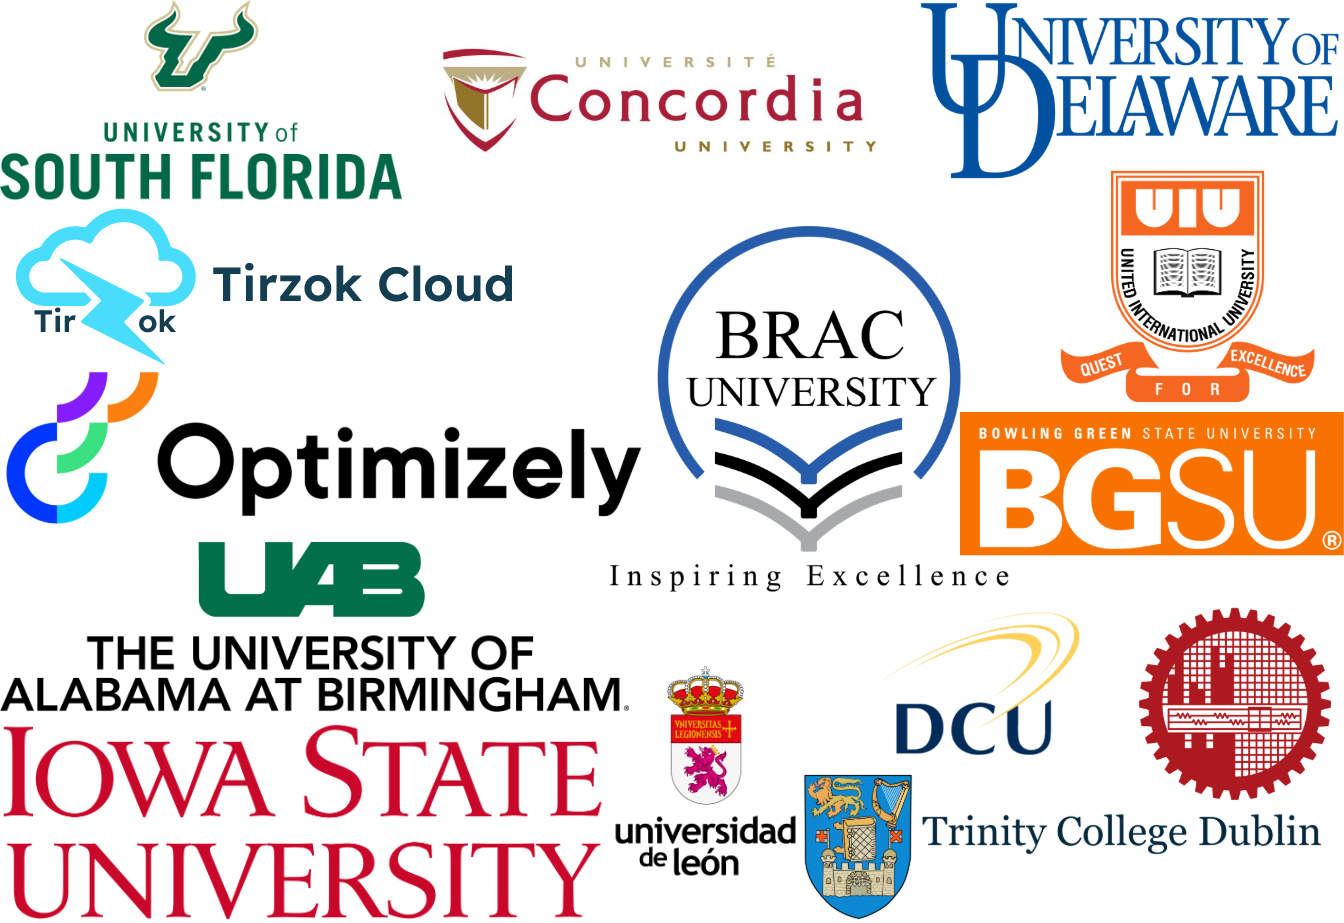 UNIVERSITY of
SOUTH FLORIDA
UNIVERSITÉ
Concordia
UNIVERSITY
UNIVERSITY OF
DELAWARE
Tir ok
Tirzok Cloud
BRAC
UNIVERSITY
Inspiring Excellence
UIU
UNITED INTERNATIONAL UNIVERSITY
QUEST
FOR
EXCELLENCE
Optimizely
BOWLING GREEN STATE UNIVERSITY
BGSU®
UAB
THE UNIVERSITY OF
ALABAMA AT BIRMINGHAM®
IOWA STATE
UNIVERSITY
VNIVERSITAS
LEGIONENSIS
universidad
de león
DCU
Trinity College Dublin